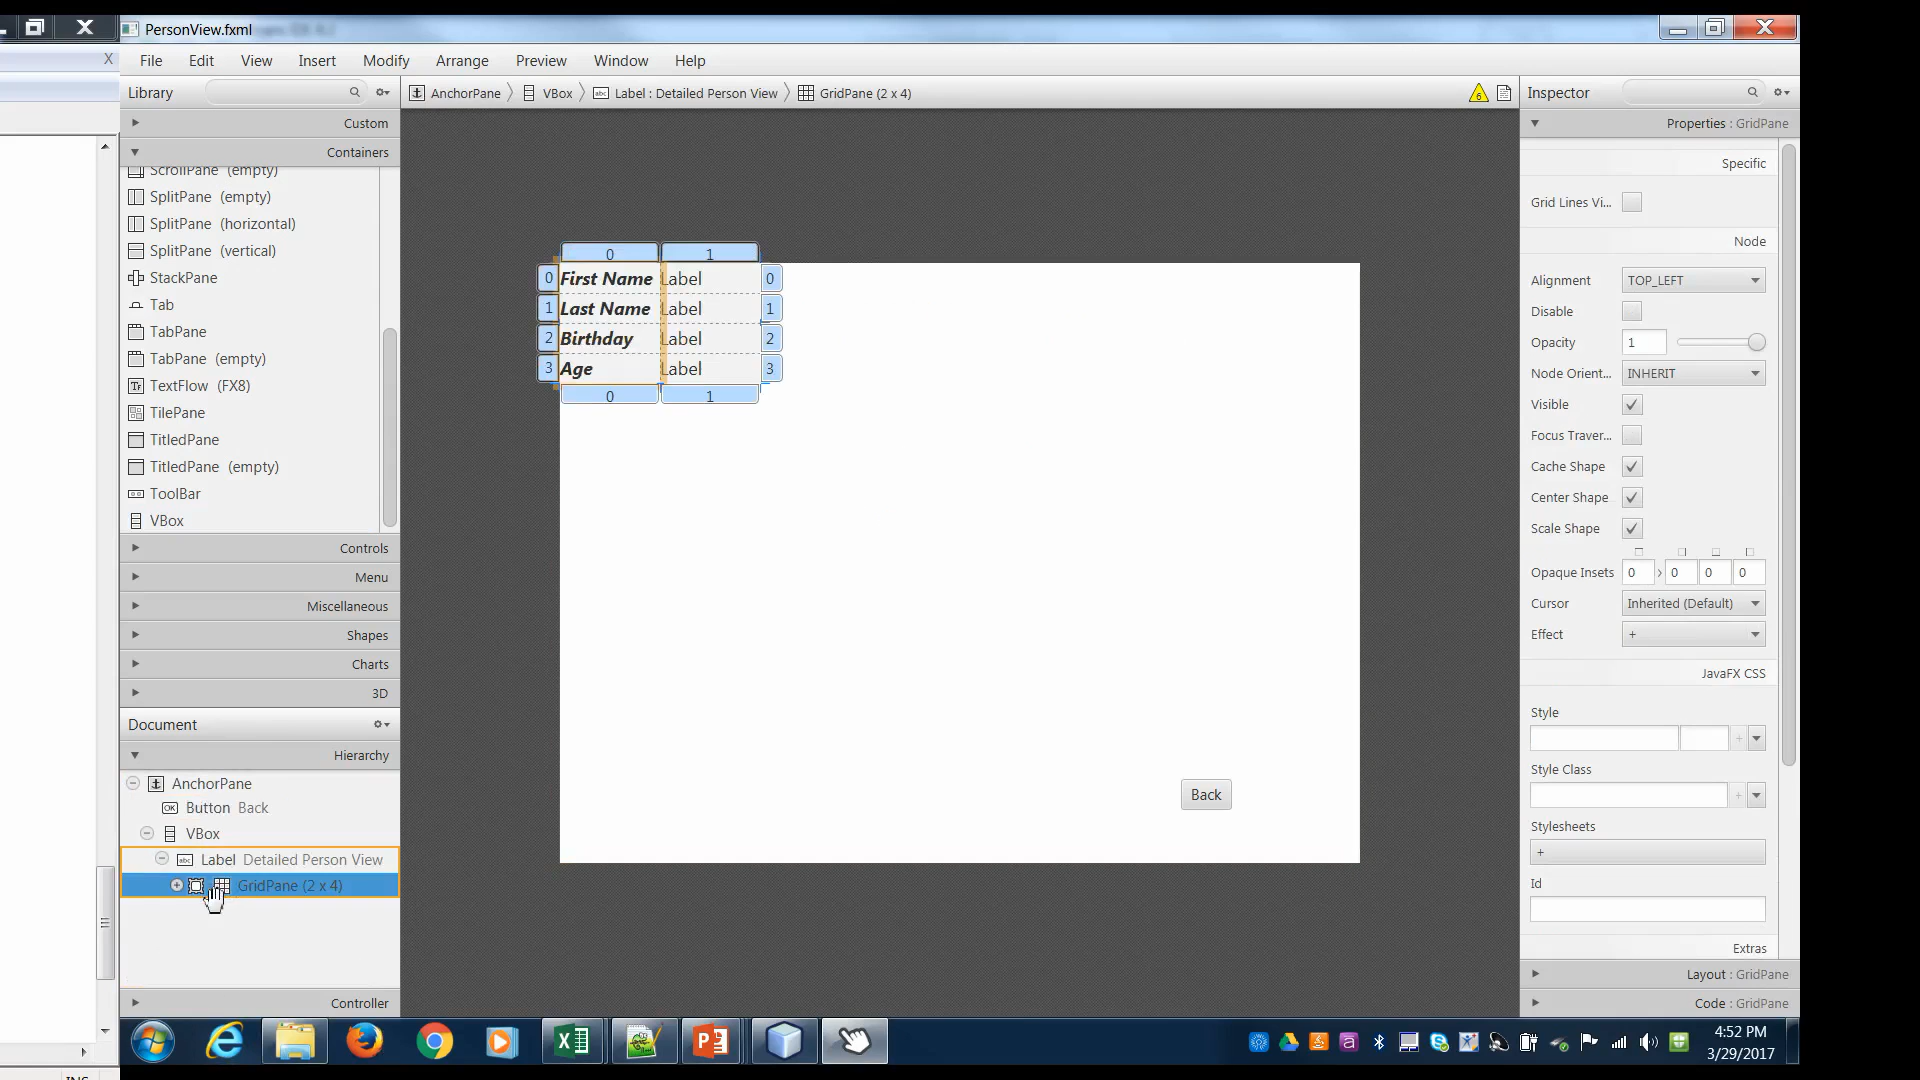 PersonView.fxml
File Edit View Insert Modify Arrange Preview Window Help
Library
AnchorPane VBox Label : Detailed Person View GridPane (2 x 4)
6
Inspector
Custom
Containers
ScrollPane (empty)
SplitPane (empty)
SplitPane (horizontal)
SplitPane (vertical)
StackPane
Tab
TabPane
TabPane (empty)
TextFlow (FX8)
TilePane
TitledPane
TitledPane (empty)
ToolBar
VBox
Controls
Menu
Miscellaneous
Shapes
Charts
3D
Document
Hierarchy
AnchorPane
OK Button Back
VBox
abc Label Detailed Person View
GridPane (2 x 4)
Controller
0 1
0 First Name Label 0
1 Last Name Label 1
2 Birthday Label 2
3 Age Label 3
0 1
Back
Properties : GridPane
Specific
Grid Lines Vi...
Node
Alignment TOP_LEFT
Disable
Opacity 1
Node Orient... INHERIT
Visible
Focus Traver...
Cache Shape
Center Shape
Scale Shape
Opaque Insets 0 0 0 0
Cursor Inherited (Default)
Effect +
JavaFX CSS
Style
+
Style Class
+
Stylesheets
+
Id
Extras
Layout : GridPane
Code : GridPane
4:52 PM
3/29/2017